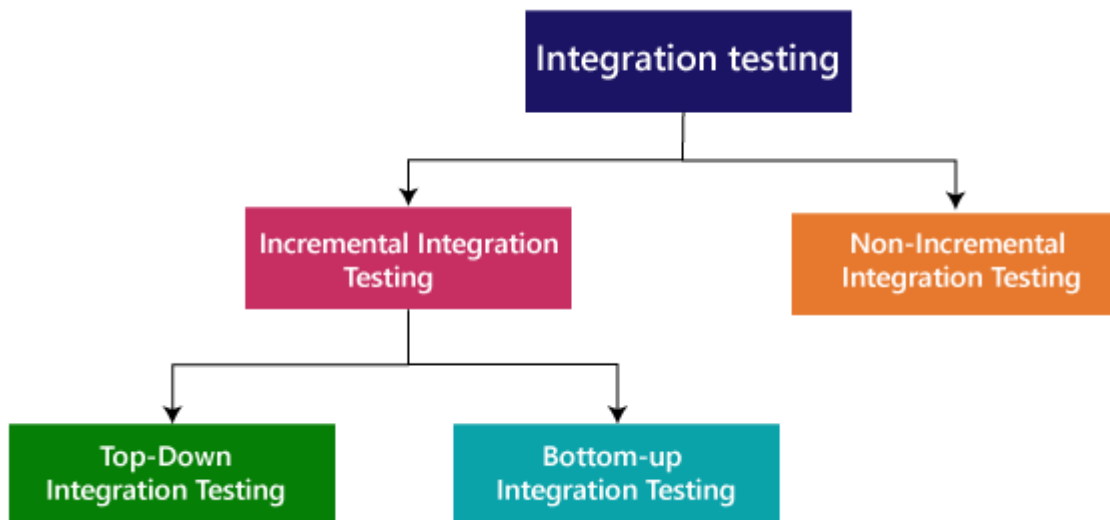 Integration testing
Incremental Integration
Testing
Non-Incremental
Integration Testing
Top-Down
Integration Testing
Bottom-up
Integration Testing